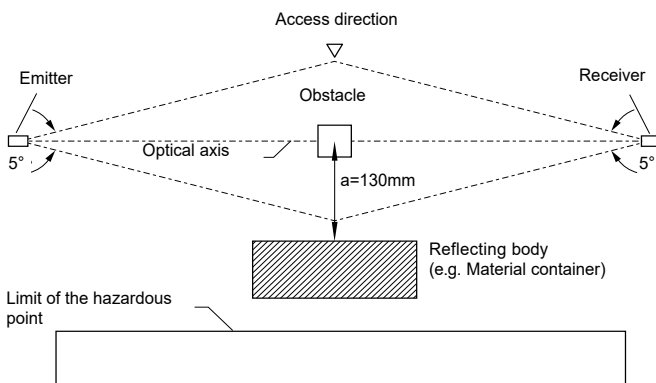 Access direction
Emitter
Receiver
Obstacle
Optical axis
5°
5°
a=130mm
Reflecting body
(e.g. Material container)
Limit of the hazardous
point